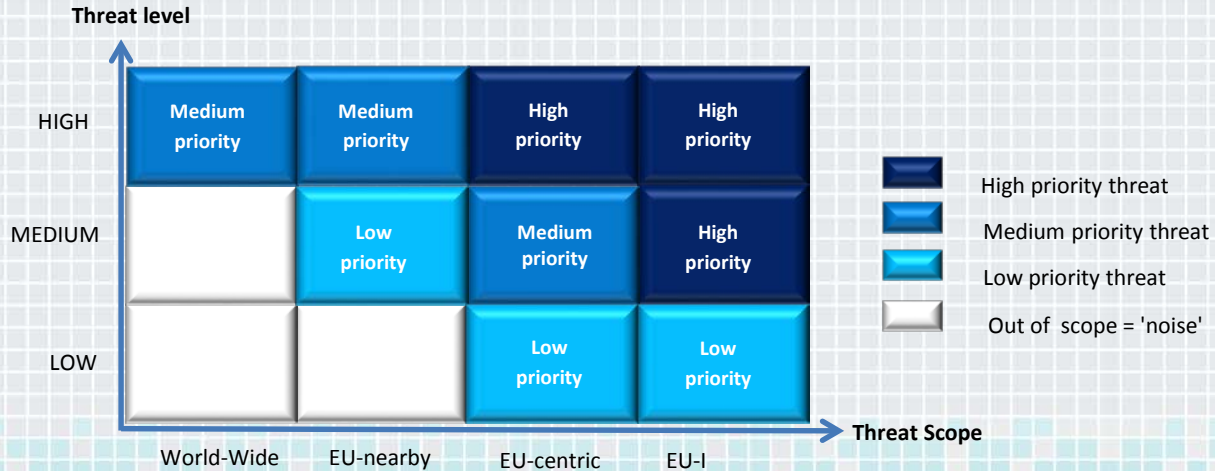 Threat level
HIGH
Medium
priority
Medium
priority
High
priority
High
priority
MEDIUM
Low
priority
Medium
priority
High
priority
LOW
Low
priority
Low
priority
World-Wide
EU-nearby
EU-centric
EU-I
Threat Scope
High priority threat
Medium priority threat
Low priority threat
Out of scope = 'noise'